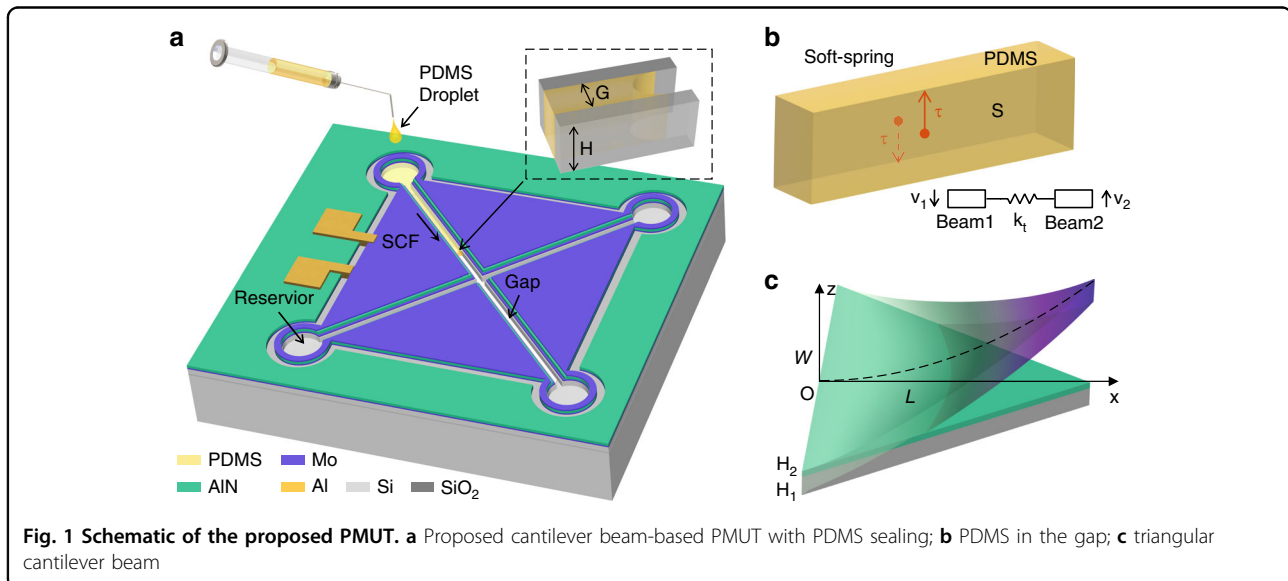 a
PDMS
Droplet
G
H
SCF
Gap
Reservior
PDMS
Mo
AlN
Al
Si
SiO₂
b
Soft-spring
PDMS
τ
τ
S
v₁
v₂
Beam1
kₜ
Beam2
c
z
W
O
L
x
H₂
H₁
Fig. 1 Schematic of the proposed PMUT. a Proposed cantilever beam-based PMUT with PDMS sealing; b PDMS in the gap; c triangular
cantilever beam